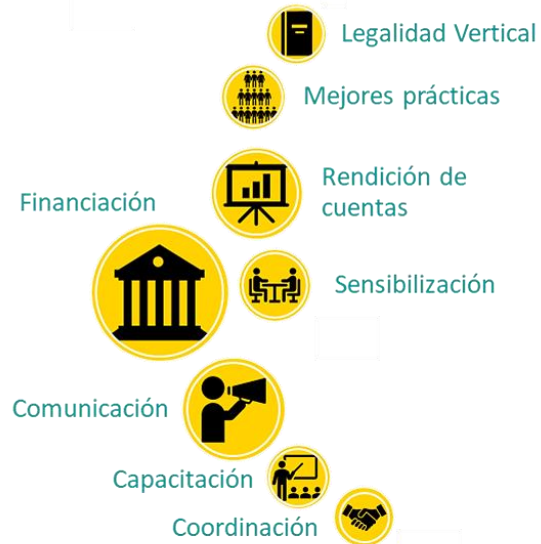 Legalidad Vertical
Mejores prácticas
Rendición de
cuentas
Financiación
Sensibilización
Comunicación
Capacitación
Coordinación